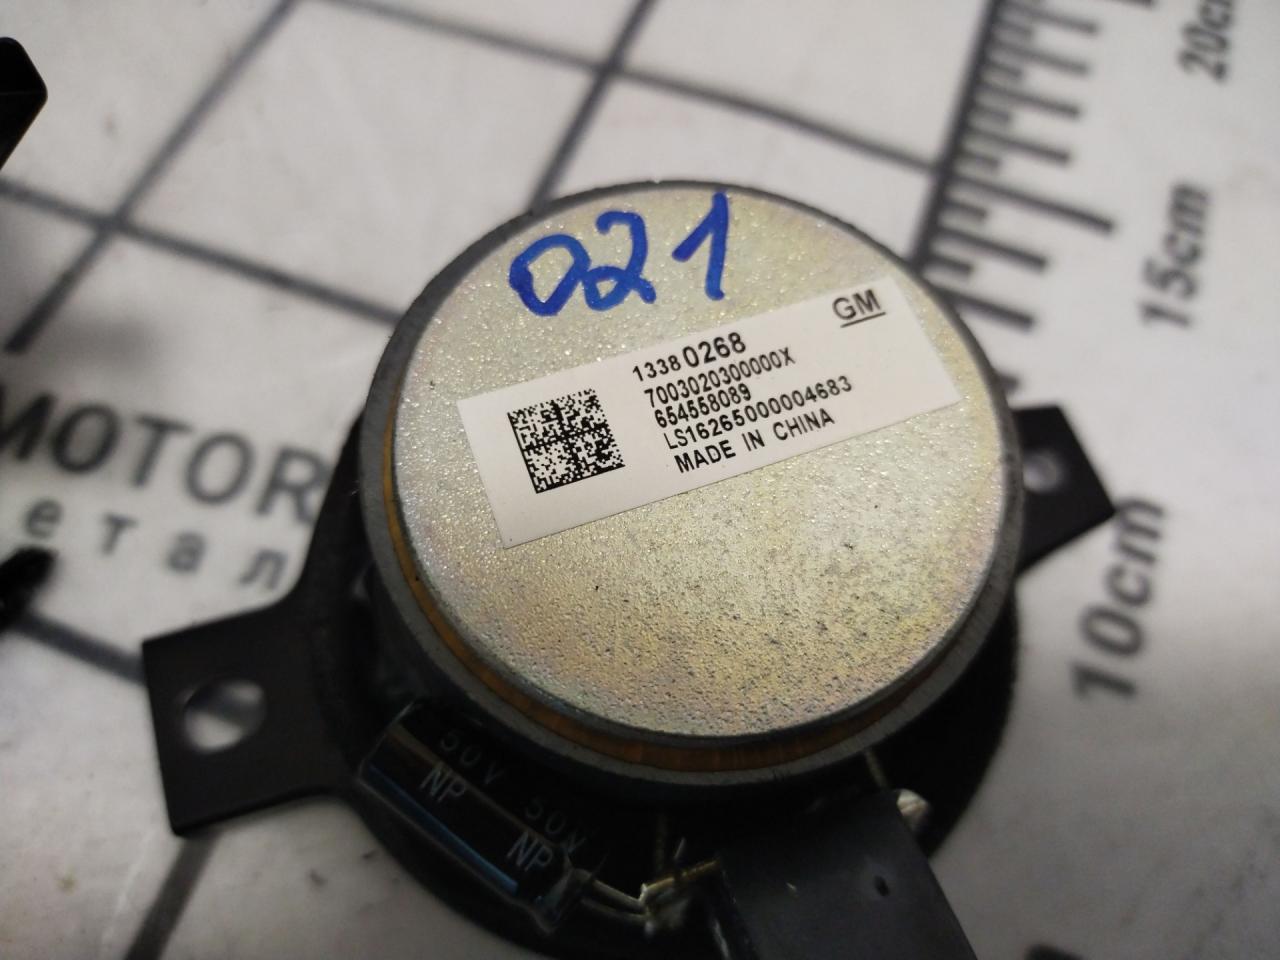 021
GM
13380268
7003020300000X
654558089
LS16265000004683
MADE IN CHINA
20cm
15cm
10cm
MOTOR
етал
50V 50V
NP NP